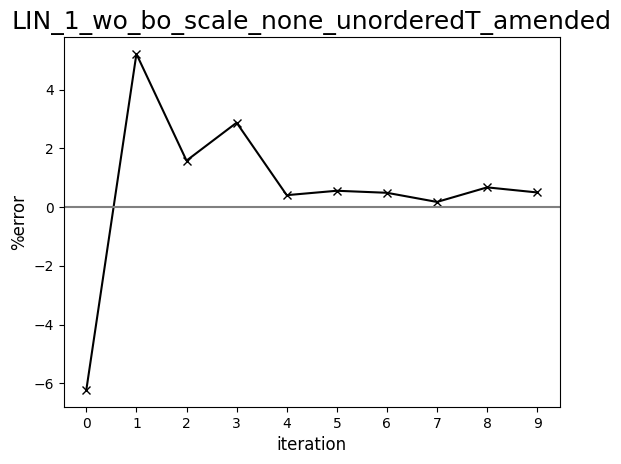 LIN_1_wo_bo_scale_none_unorderedT_amended
%error
4
2
0
−2
−4
−6
0 1 2 3 4 5 6 7 8 9
iteration